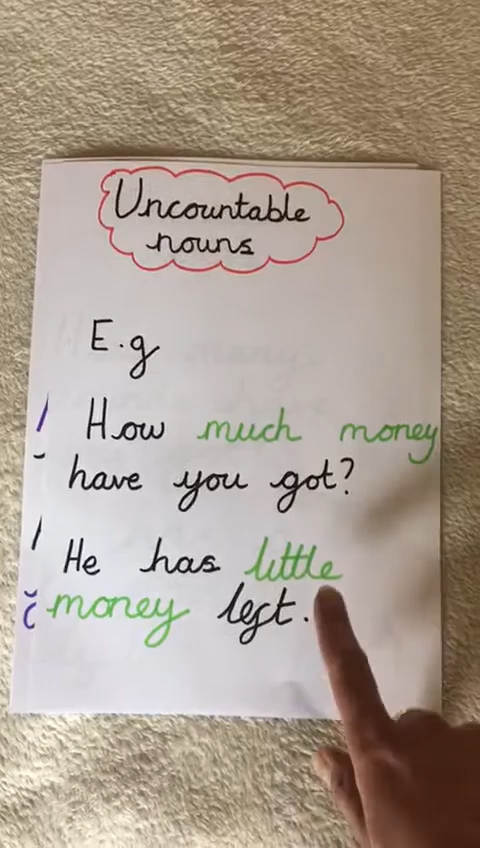 Uncountable
nouns
E.g
How much money
have you got?
He has little
money left.